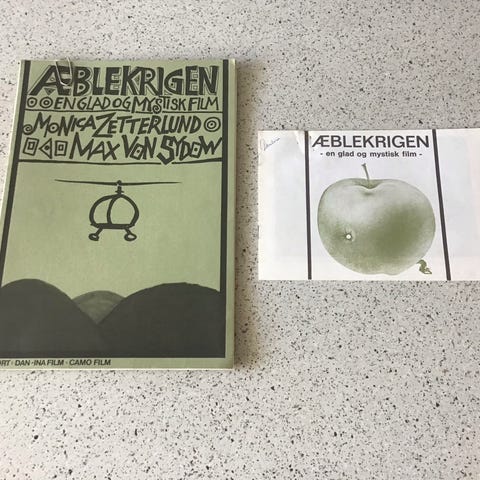 ÆBLEKRIGEN
EN GLAD OG MYSTISK FILM
MONICA ZETTERLUND
MAX VON SYDOW
DAN-INA FILM · CAMO FILM
ÆBLEKRIGEN
- en glad og mystisk film -